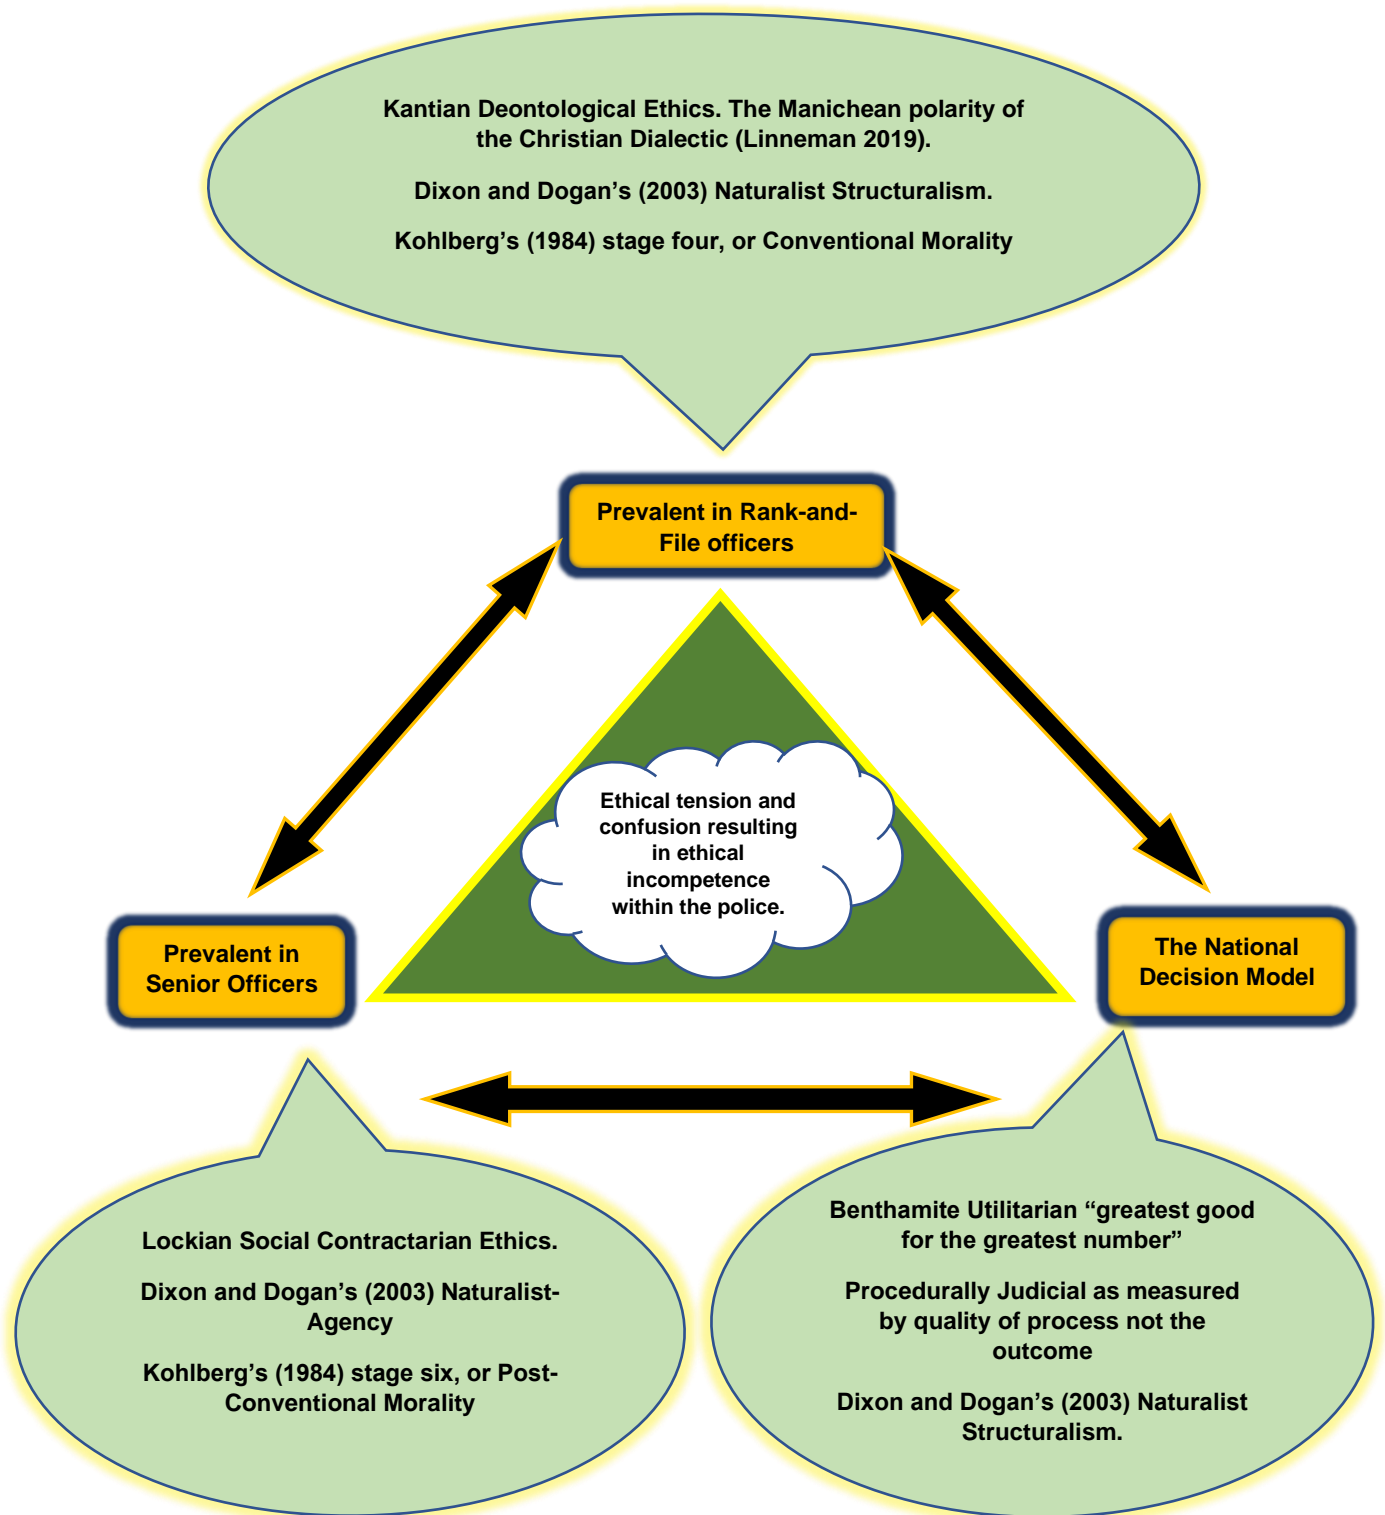 Kantian Deontological Ethics. The Manichean polarity of
the Christian Dialectic (Linneman 2019).
Dixon and Dogan’s (2003) Naturalist Structuralism.
Kohlberg’s (1984) stage four, or Conventional Morality
Prevalent in Rank-and-
File officers
Ethical tension and
confusion resulting
in ethical
incompetence
within the police.
Prevalent in
Senior Officers
The National
Decision Model
Lockian Social Contractarian Ethics.
Dixon and Dogan’s (2003) Naturalist-
Agency
Kohlberg’s (1984) stage six, or Post-
Conventional Morality
Benthamite Utilitarian “greatest good
for the greatest number”
Procedurally Judicial as measured
by quality of process not the
outcome
Dixon and Dogan’s (2003) Naturalist
Structuralism.